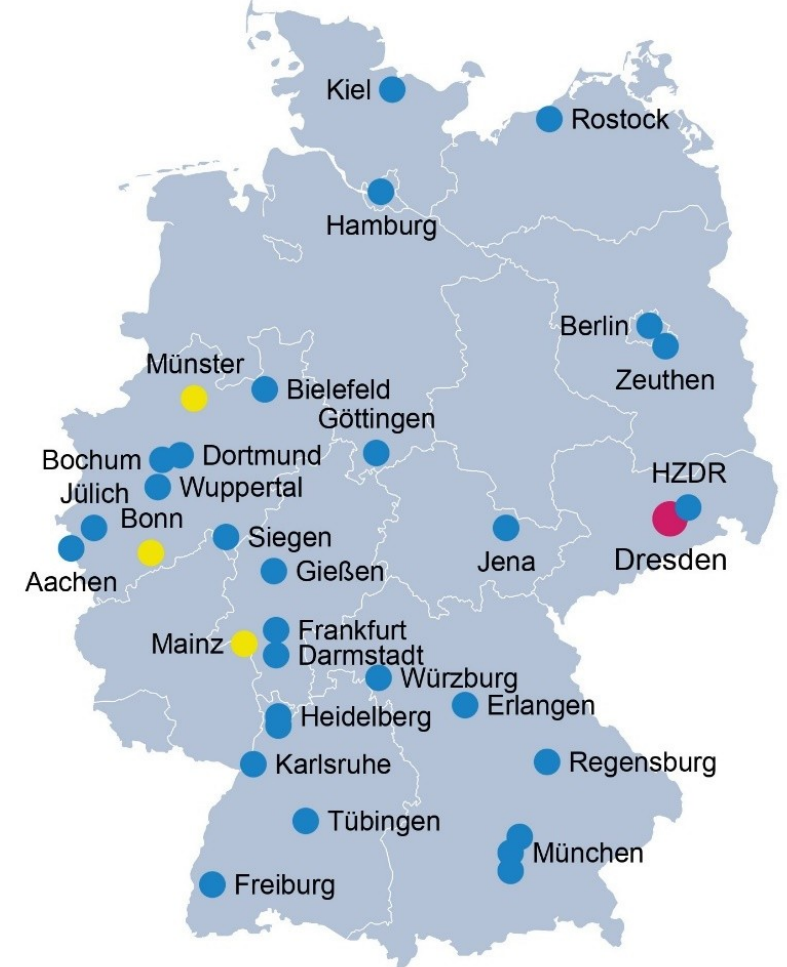 Kiel
Rostock
Hamburg
Berlin
Zeuthen
Münster
Bielefeld
Göttingen
Bochum
Dortmund
HZDR
Jülich
Wuppertal
Bonn
Siegen
Jena
Dresden
Aachen
Gießen
Frankfurt
Mainz
Darmstadt
Würzburg
Erlangen
Heidelberg
Karlsruhe
Regensburg
Tübingen
München
Freiburg